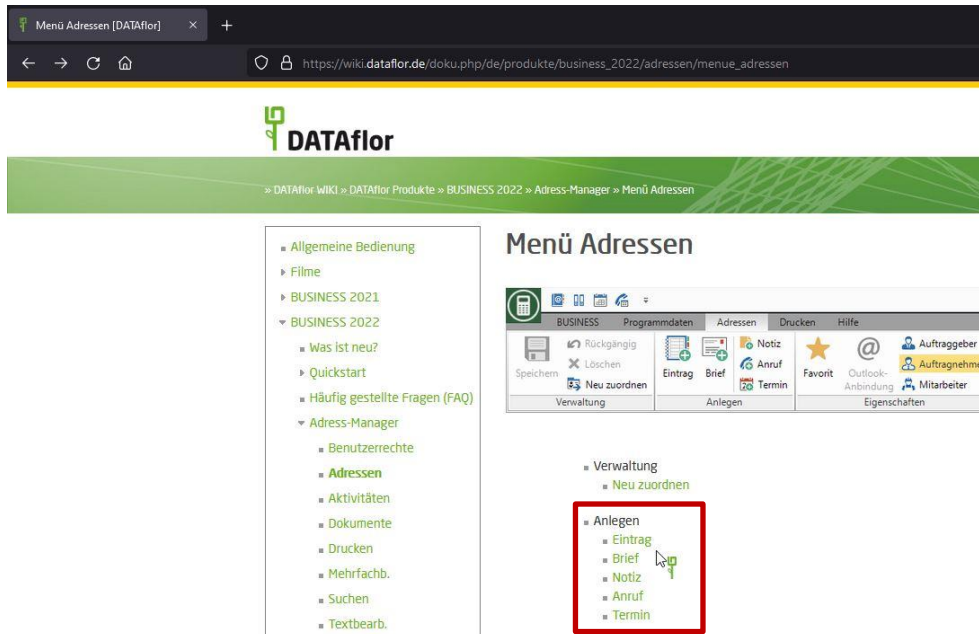 Menü Adressen [DATAflor]
https://wiki.dataflor.de/doku.php/de/produkte/business_2022/adressen/menue_adressen
DATAflor
» DATAflor WIKI » DATAflor Produkte » BUSINESS 2022 » Adress-Manager » Menü Adressen
Allgemeine Bedienung
Filme
BUSINESS 2021
BUSINESS 2022
Was ist neu?
Quickstart
Häufig gestellte Fragen (FAQ)
Adress-Manager
Benutzerrechte
Adressen
Aktivitäten
Dokumente
Drucken
Mehrfachb.
Suchen
Textbearb.
Menü Adressen
BUSINESS Programmdaten Adressen Drucken Hilfe
Speichern
Rückgängig
Löschen
Neu zuordnen
Verwaltung
Eintrag
Brief
Notiz
Anruf
Termin
Anlegen
Favorit
Outlook-
Anbindung
Auftraggeber
Auftragnehme
Mitarbeiter
Eigenschaften
Verwaltung
Neu zuordnen
Anlegen
Eintrag
Brief
Notiz
Anruf
Termin